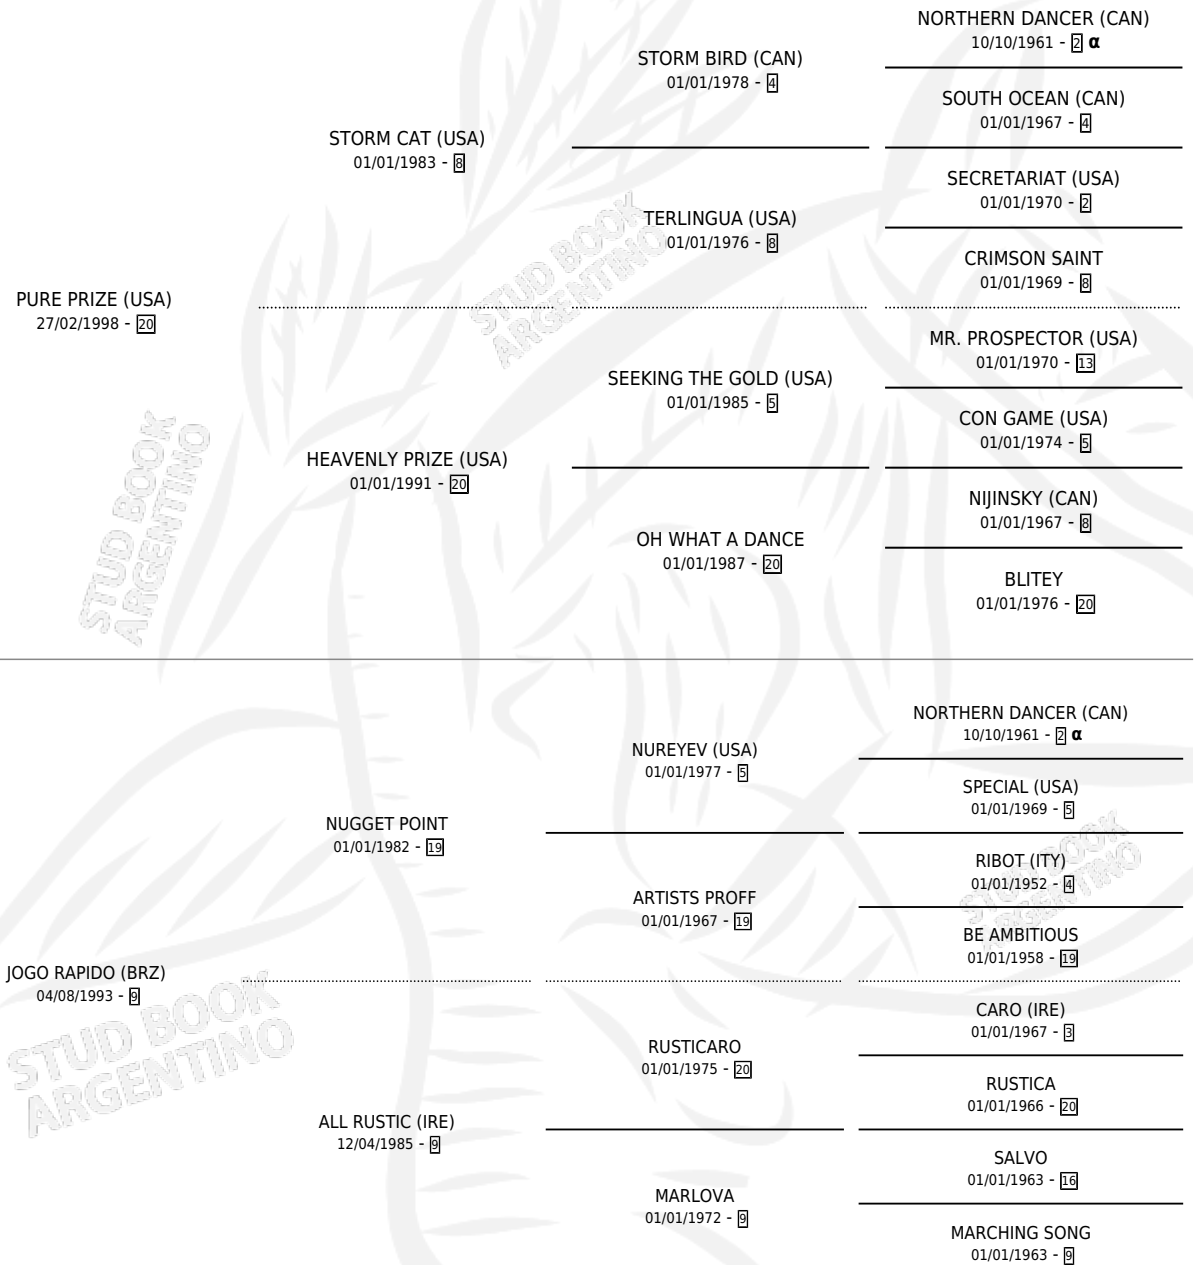 NORTHERN DANCER (CAN)
10/10/1961 - 2 α
STORM BIRD (CAN)
01/01/1978 - 4
SOUTH OCEAN (CAN)
01/01/1967 - 4
STORM CAT (USA)
01/01/1983 - 8
SECRETARIAT (USA)
01/01/1970 - 2
TERLINGUA (USA)
01/01/1976 - 8
CRIMSON SAINT
01/01/1969 - 8
PURE PRIZE (USA)
27/02/1998 - 20
MR. PROSPECTOR (USA)
01/01/1970 - 13
SEEKING THE GOLD (USA)
01/01/1985 - 5
CON GAME (USA)
01/01/1974 - 5
HEAVENLY PRIZE (USA)
01/01/1991 - 20
NIJINSKY (CAN)
01/01/1967 - 8
OH WHAT A DANCE
01/01/1987 - 20
BLITEY
01/01/1976 - 20
NORTHERN DANCER (CAN)
10/10/1961 - 2 α
NUREYEV (USA)
01/01/1977 - 5
SPECIAL (USA)
01/01/1969 - 5
NUGGET POINT
01/01/1982 - 19
RIBOT (ITY)
01/01/1952 - 4
ARTISTS PROFF
01/01/1967 - 19
BE AMBITIOUS
01/01/1958 - 19
JOGO RAPIDO (BRZ)
04/08/1993 - 9
CARO (IRE)
01/01/1967 - 3
RUSTICARO
01/01/1975 - 20
RUSTICA
01/01/1966 - 20
ALL RUSTIC (IRE)
12/04/1985 - 9
SALVO
01/01/1963 - 16
MARLOVA
01/01/1972 - 9
MARCHING SONG
01/01/1963 - 9
STUD BOOK
ARGENTINO
STUD BOOK
ARGENTINO
STUD BOOK
ARGENTINO
STUD BOOK
ARGENTINO